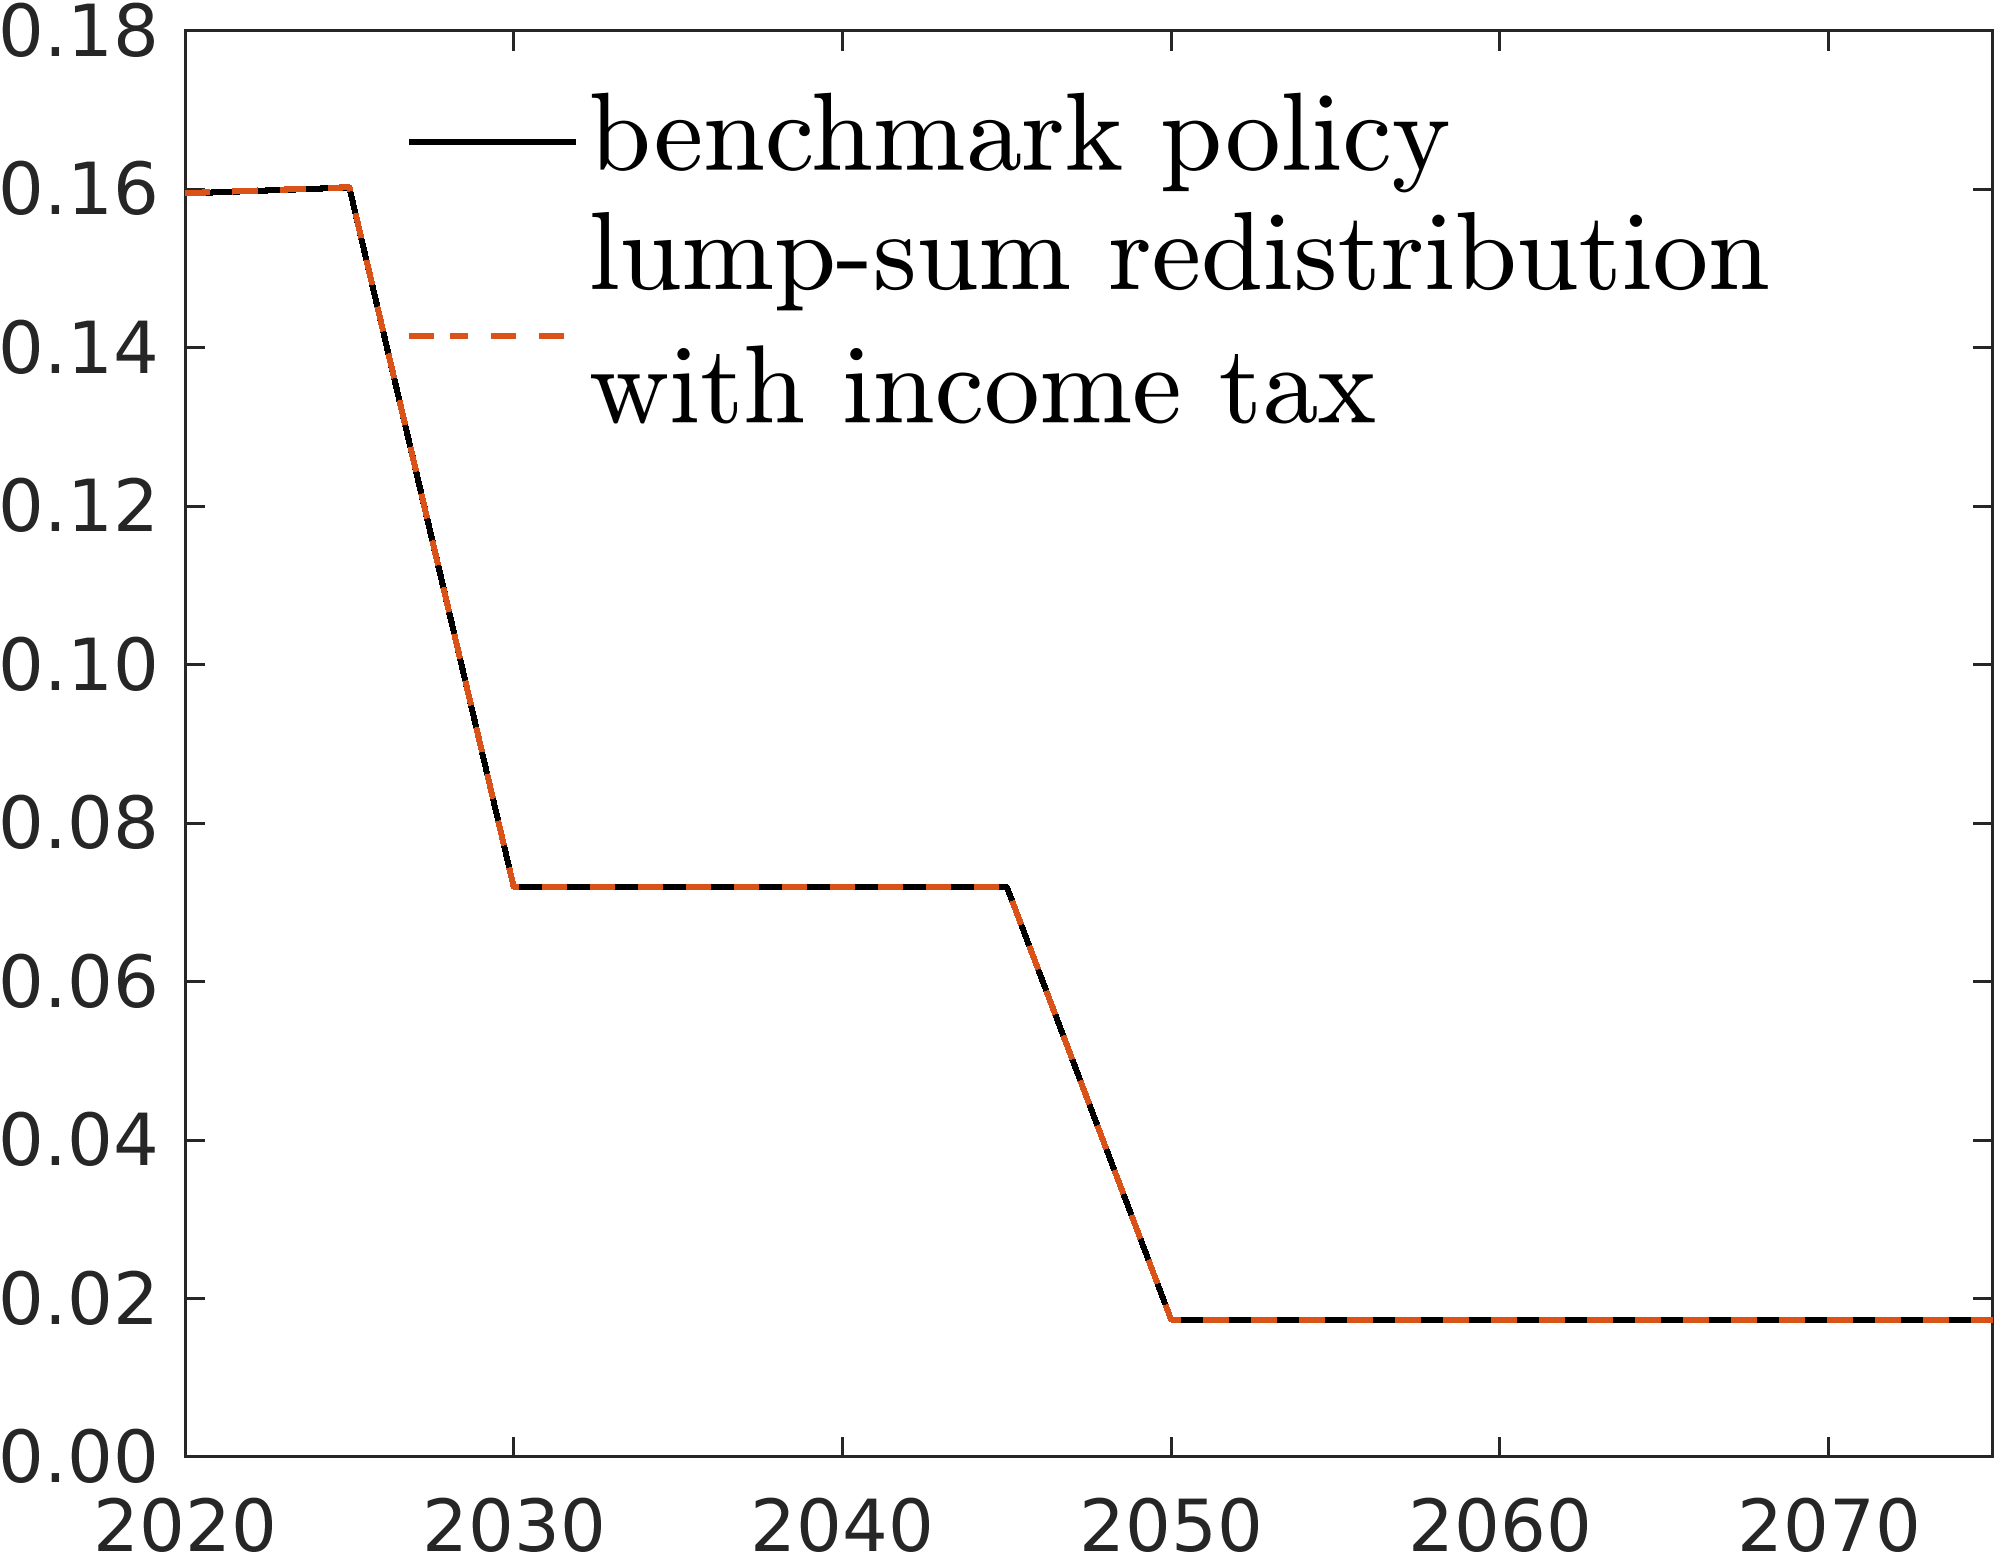 0.18
benchmark policy
0.16
lump-sum redistribution
0.14
with income tax
0.12
0.10
0.08
0.06
0.04
0.02
0.00
2020 2030 2040 2050 2060 2070